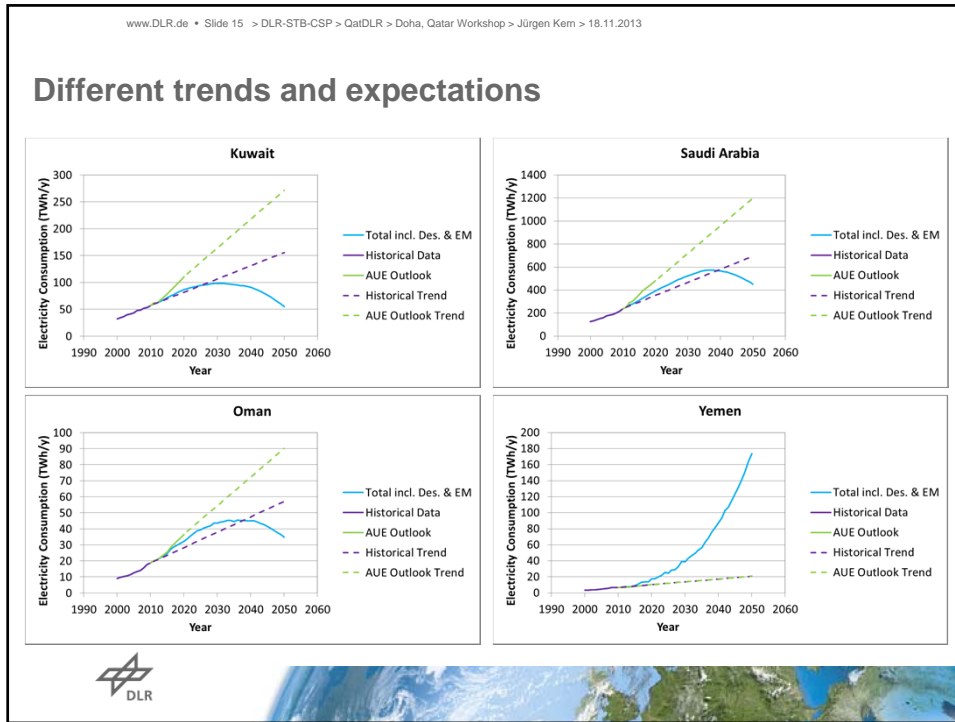 www.DLR.de • Slide 15 > DLR-STB-CSP > QatDLR > Doha, Qatar Workshop > Jürgen Kern > 18.11.2013
Different trends and expectations
Kuwait
Electricity Consumption (TWh/y)
300
250
200
150
100
50
0
1990 2000 2010 2020 2030 2040 2050 2060
Year
Total incl. Des. & EM
Historical Data
AUE Outlook
Historical Trend
AUE Outlook Trend
Saudi Arabia
Electricity Consumption (TWh/y)
1400
1200
1000
800
600
400
200
0
1990 2000 2010 2020 2030 2040 2050 2060
Year
Total incl. Des. & EM
Historical Data
AUE Outlook
Historical Trend
AUE Outlook Trend
Oman
Electricity Consumption (TWh/y)
100
90
80
70
60
50
40
30
20
10
0
1990 2000 2010 2020 2030 2040 2050 2060
Year
Total incl. Des. & EM
Historical Data
AUE Outlook
Historical Trend
AUE Outlook Trend
Yemen
Electricity Consumption (TWh/y)
200
180
160
140
120
100
80
60
40
20
0
1990 2000 2010 2020 2030 2040 2050 2060
Year
Total incl. Des. & EM
Historical Data
AUE Outlook
Historical Trend
AUE Outlook Trend
DLR